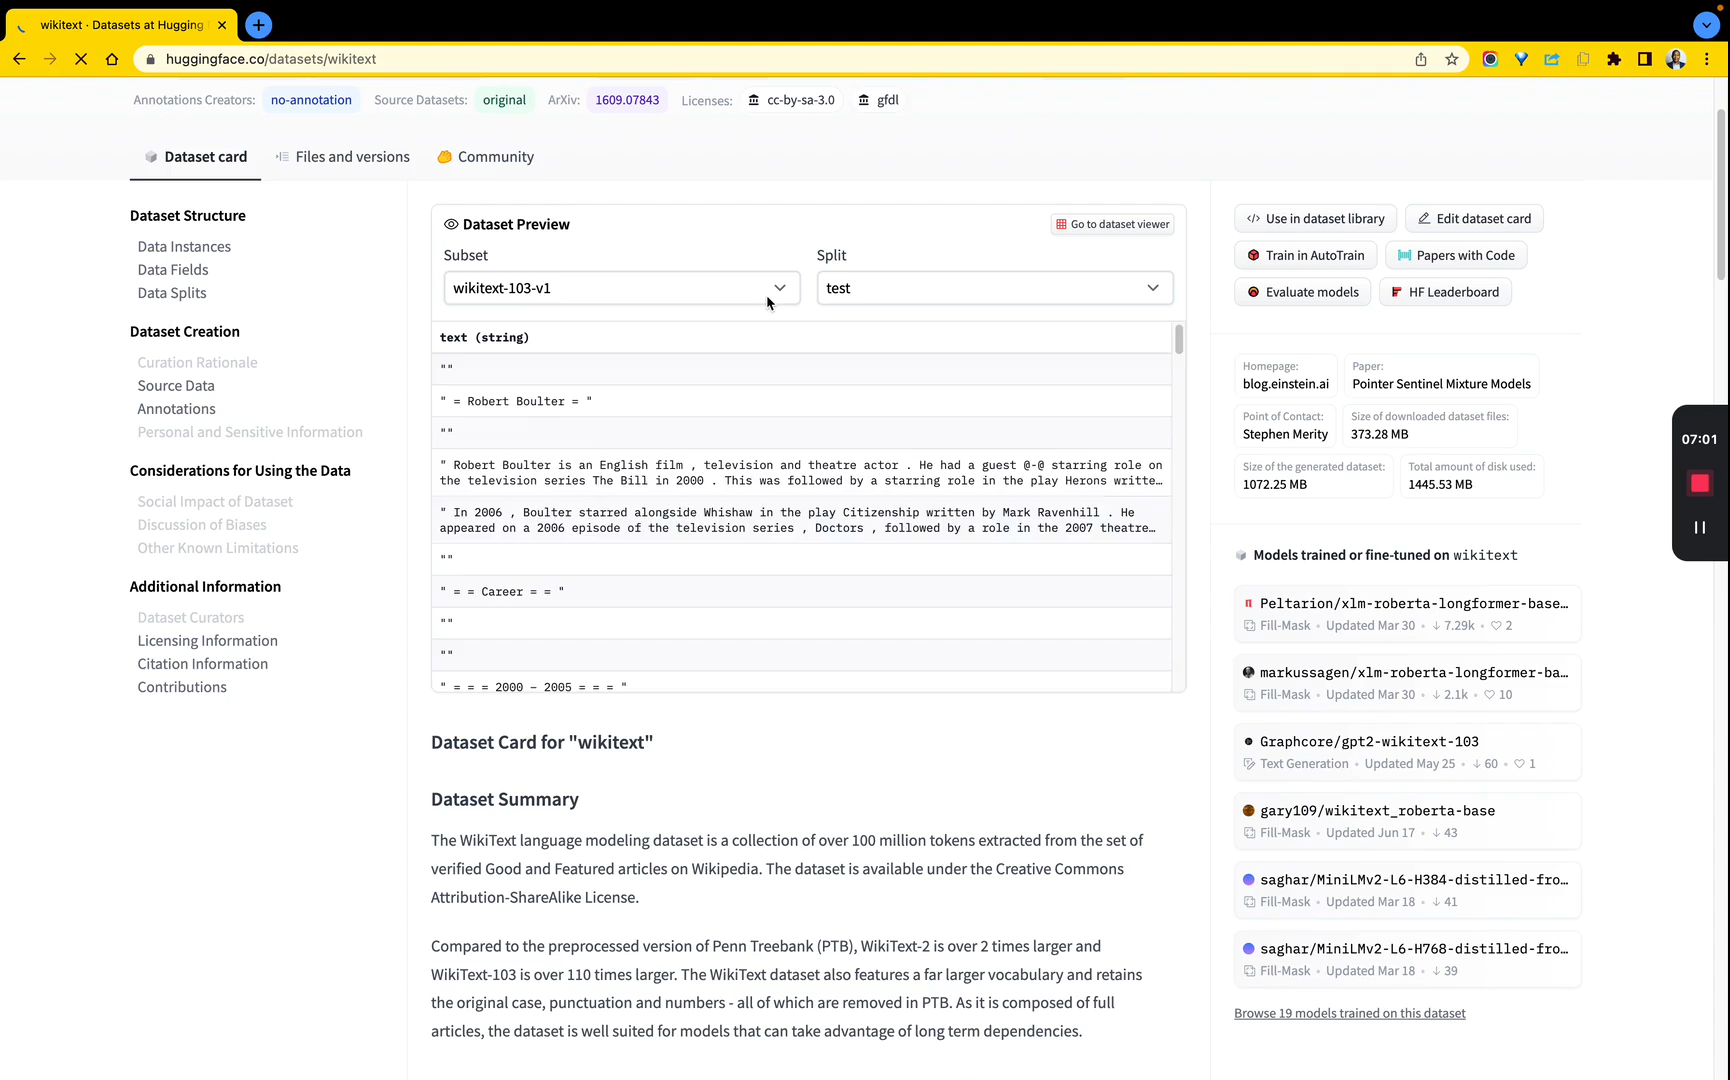 wikitext · Datasets at Hugging
huggingface.co/datasets/wikitext
Annotations Creators: no-annotation Source Datasets: original ArXiv: 1609.07843 Licenses: cc-by-sa-3.0 gfdl
Dataset card Files and versions Community
Dataset Structure
Data Instances
Data Fields
Data Splits
Dataset Creation
Curation Rationale
Source Data
Annotations
Personal and Sensitive Information
Considerations for Using the Data
Social Impact of Dataset
Discussion of Biases
Other Known Limitations
Additional Information
Dataset Curators
Licensing Information
Citation Information
Contributions
Dataset Preview Go to dataset viewer
Subset Split
wikitext-103-v1 test
text (string)
""
" = Robert Boulter = "
""
" Robert Boulter is an English film , television and theatre actor . He had a guest @-@ starring role on
the television series The Bill in 2000 . This was followed by a starring role in the play Herons writte…
" In 2006 , Boulter starred alongside Whishaw in the play Citizenship written by Mark Ravenhill . He
appeared on a 2006 episode of the television series , Doctors , followed by a role in the 2007 theatre…
""
" = = Career = = "
""
""
" = = = 2000 – 2005 = = = "
Dataset Card for "wikitext"
Dataset Summary
The WikiText language modeling dataset is a collection of over 100 million tokens extracted from the set of
verified Good and Featured articles on Wikipedia. The dataset is available under the Creative Commons
Attribution-ShareAlike License.
Compared to the preprocessed version of Penn Treebank (PTB), WikiText-2 is over 2 times larger and
WikiText-103 is over 110 times larger. The WikiText dataset also features a far larger vocabulary and retains
the original case, punctuation and numbers - all of which are removed in PTB. As it is composed of full
articles, the dataset is well suited for models that can take advantage of long term dependencies.
</> Use in dataset library Edit dataset card
Train in AutoTrain Papers with Code
Evaluate models HF Leaderboard
Homepage: Paper:
blog.einstein.ai Pointer Sentinel Mixture Models
Point of Contact: Size of downloaded dataset files:
Stephen Merity 373.28 MB
Size of the generated dataset: Total amount of disk used:
1072.25 MB 1445.53 MB
Models trained or fine-tuned on wikitext
Peltarion/xlm-roberta-longformer-base…
Fill-Mask • Updated Mar 30 • ↓ 7.29k • ♡ 2
markussagen/xlm-roberta-longformer-ba…
Fill-Mask • Updated Mar 30 • ↓ 2.1k • ♡ 10
Graphcore/gpt2-wikitext-103
Text Generation • Updated May 25 • ↓ 60 • ♡ 1
gary109/wikitext_roberta-base
Fill-Mask • Updated Jun 17 • ↓ 43
saghar/MiniLMv2-L6-H384-distilled-fro…
Fill-Mask • Updated Mar 18 • ↓ 41
saghar/MiniLMv2-L6-H768-distilled-fro…
Fill-Mask • Updated Mar 18 • ↓ 39
Browse 19 models trained on this dataset
07:01